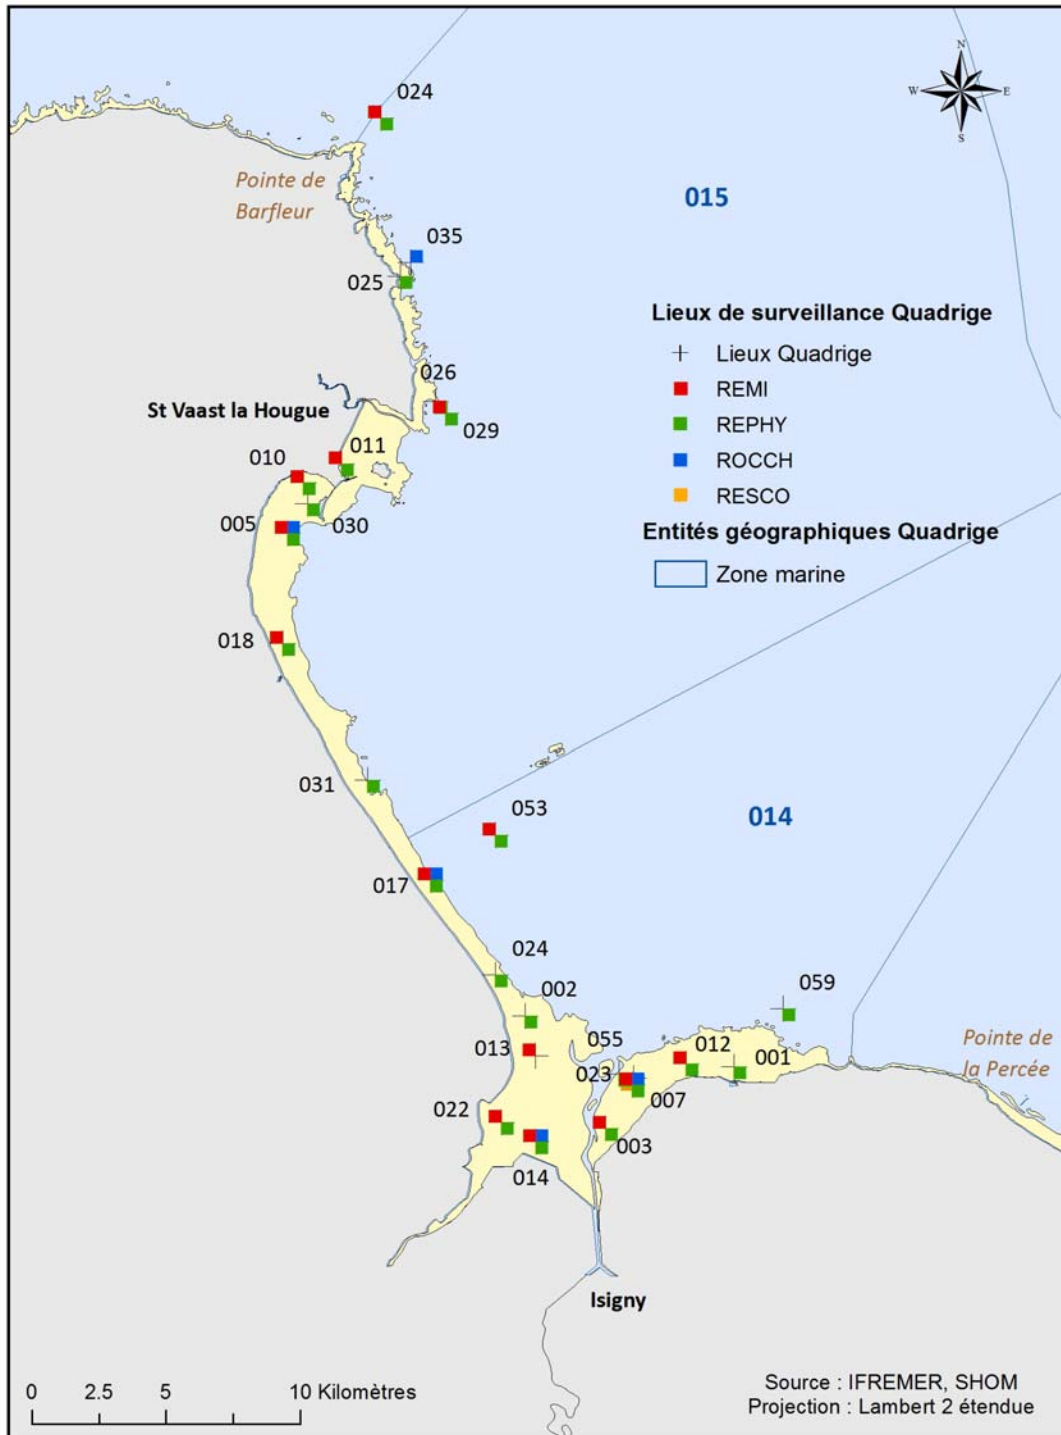 024
N
W
E
S
Pointe de
Barfleur
015
035
025
Lieux de surveillance Quadrige
Lieux Quadrige
REMI
REPHY
ROCCH
RESCO
Entités géographiques Quadrige
Zone marine
026
St Vaast la Hougue
029
011
010
005
030
018
031
053
014
017
024
002
059
055
013
012
001
Pointe de
la Percée
023
007
022
003
014
Isigny
0
2.5
5
10 Kilomètres
Source : IFREMER, SHOM
Projection : Lambert 2 étendue